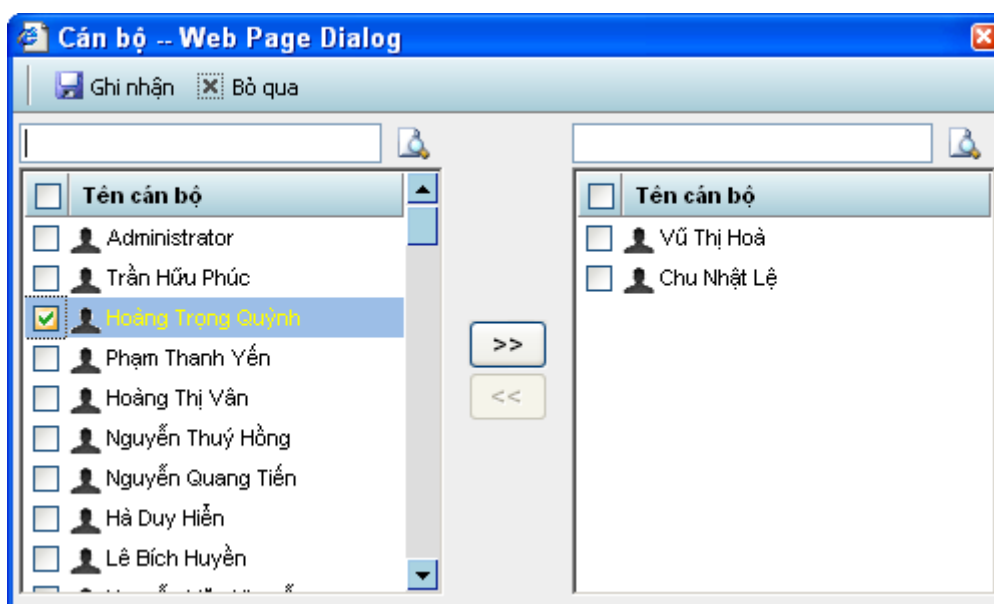 Cán bộ -- Web Page Dialog
Ghi nhận Bỏ qua
Tên cán bộ
Administrator
Trần Hữu Phúc
Hoàng Trọng Quỳnh
Phạm Thanh Yến
Hoàng Thị Vân
Nguyễn Thuý Hồng
Nguyễn Quang Tiến
Hà Duy Hiển
Lê Bích Huyền
>>
<<
Tên cán bộ
Vũ Thị Hoà
Chu Nhật Lệ